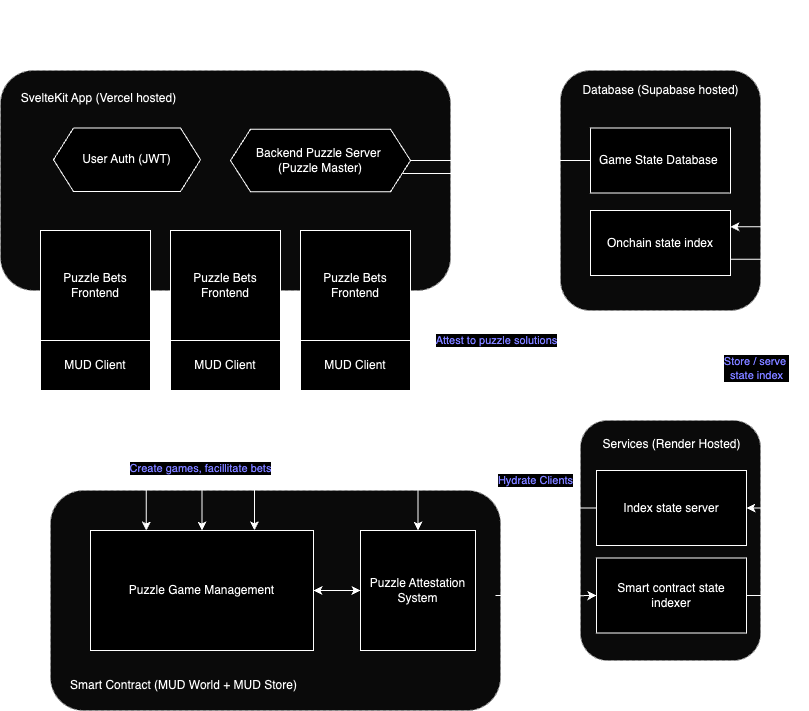 SvelteKit App (Vercel hosted)
User Auth (JWT)
Backend Puzzle Server
(Puzzle Master)
Puzzle Bets
Frontend
MUD Client
Puzzle Bets
Frontend
MUD Client
Puzzle Bets
Frontend
MUD Client
Database (Supabase hosted)
Game State Database
Onchain state index
Attest to puzzle solutions
Store / serve
state index
Create games, facillitate bets
Hydrate Clients
Services (Render Hosted)
Index state server
Smart contract state
indexer
Puzzle Game Management
Puzzle Attestation
System
Smart Contract (MUD World + MUD Store)